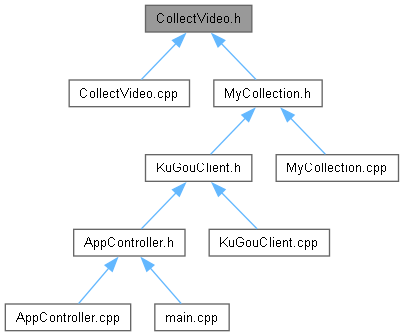 CollectVideo.h
CollectVideo.cpp
MyCollection.h
KuGouClient.h
MyCollection.cpp
AppController.h
KuGouClient.cpp
AppController.cpp
main.cpp